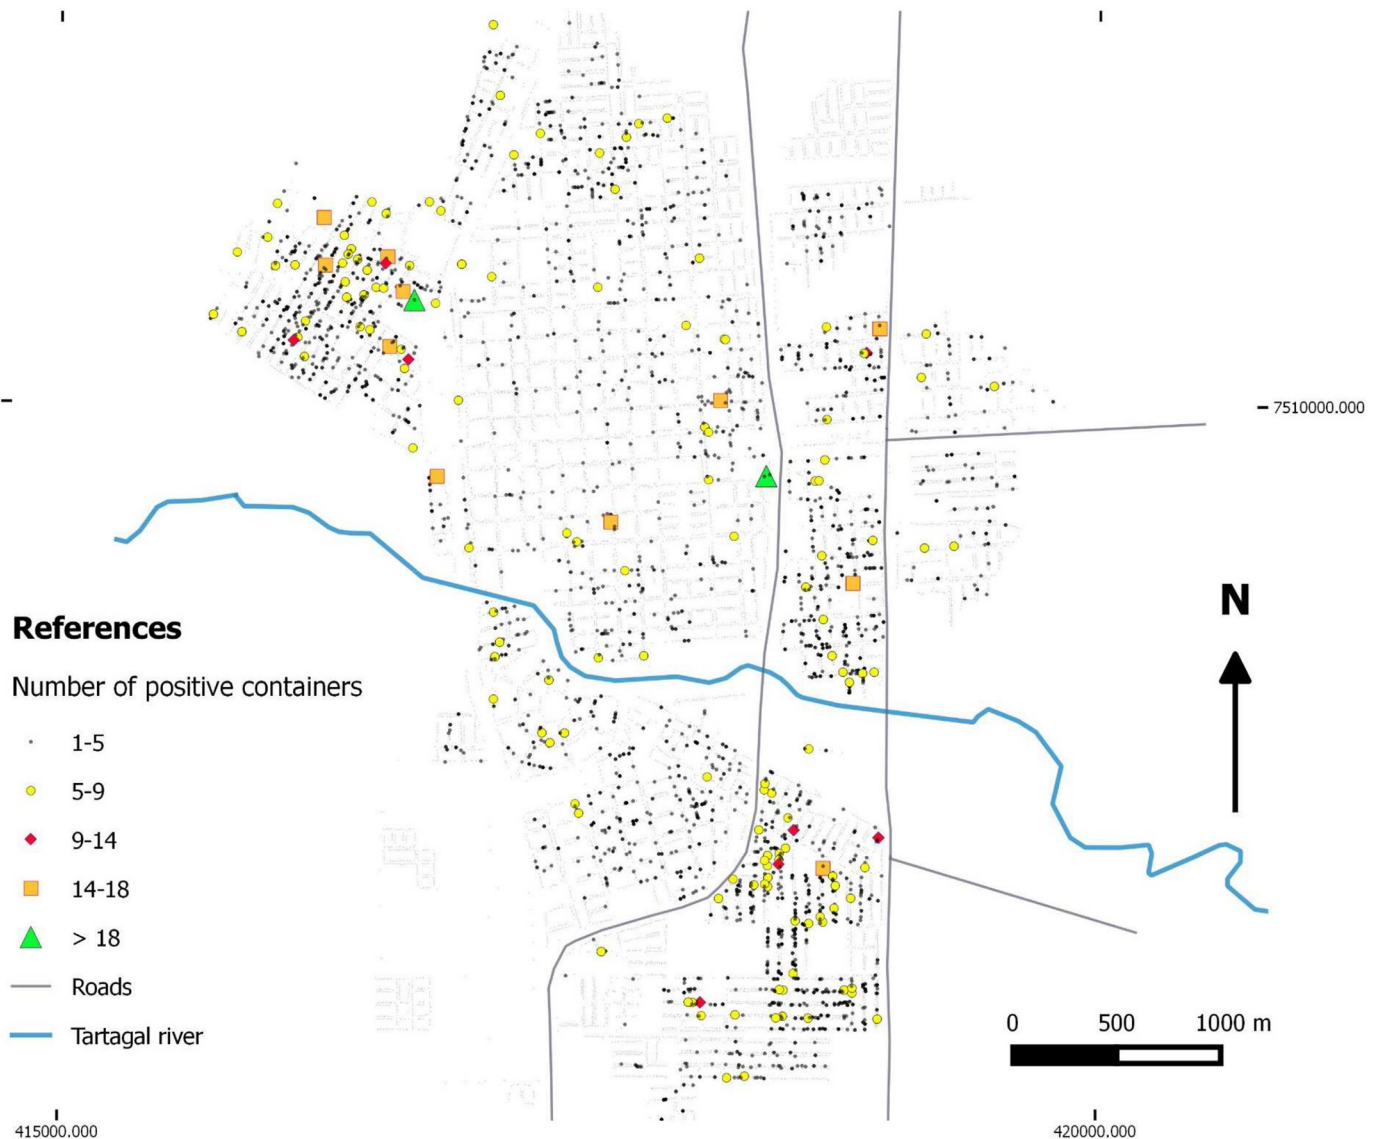 7510000.000
N
References
Number of positive containers
1-5
5-9
9-14
14-18
> 18
Roads
Tartagal river
0 500 1000 m
415000.000
420000.000